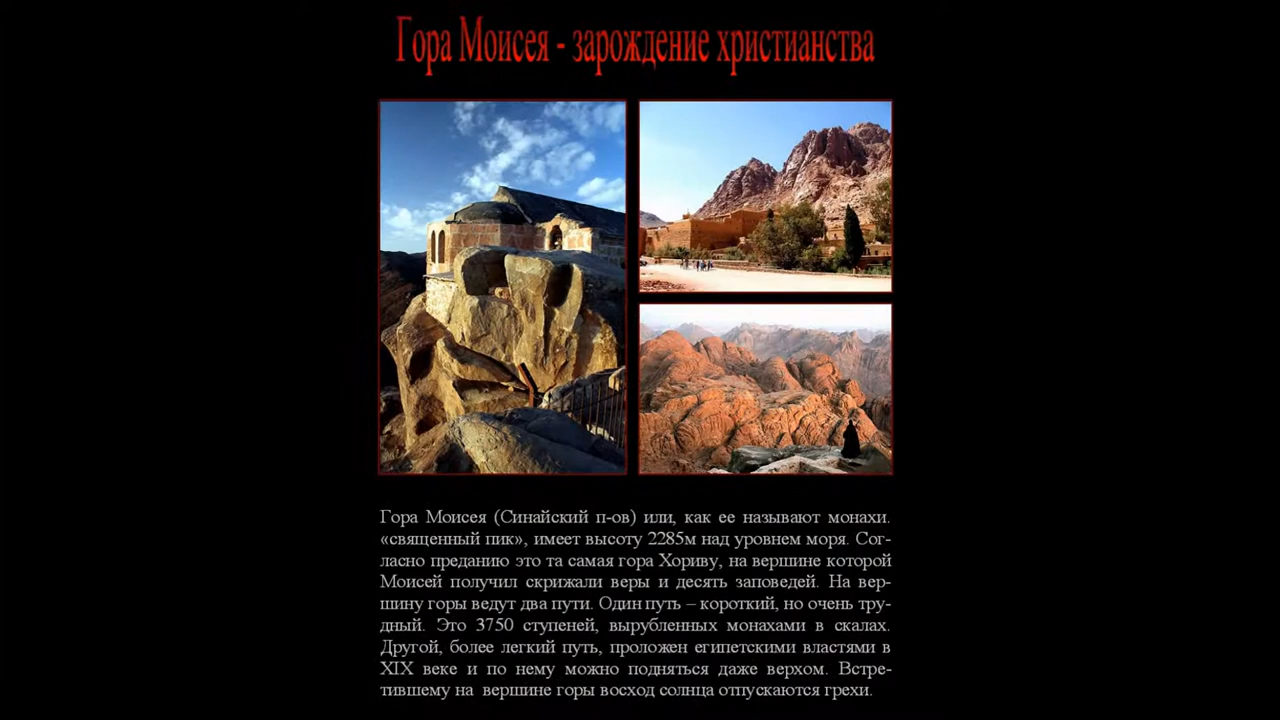 Гора Моисея - зарождение христианства
Гора Моисея (Синайский п-ов) или, как ее называют монахи.
«священный пик», имеет высоту 2285м над уровнем моря. Сог-
ласно преданию это та самая гора Хориву, на вершине которой
Моисей получил скрижали веры и десять заповедей. На вер-
шину горы ведут два пути. Один путь – короткий, но очень тру-
дный. Это 3750 ступеней, вырубленных монахами в скалах.
Другой, более легкий путь, проложен египетскими властями в
XIX веке и по нему можно подняться даже верхом. Встре-
тившему на вершине горы восход солнца отпускаются грехи.